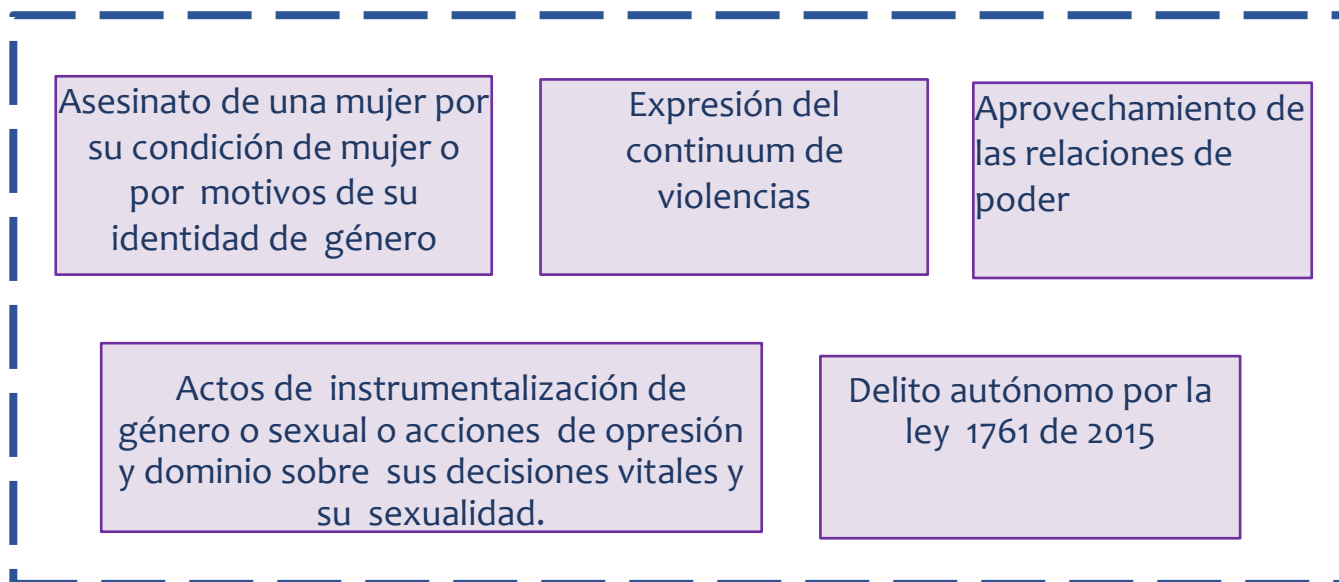 Asesinato de una mujer por
su condición de mujer o
por motivos de su
identidad de género
Expresión del
continuum de
violencias
Aprovechamiento de
las relaciones de
poder
Actos de instrumentalización de
género o sexual o acciones de opresión
y dominio sobre sus decisiones vitales y
su sexualidad.
Delito autónomo por la
ley 1761 de 2015